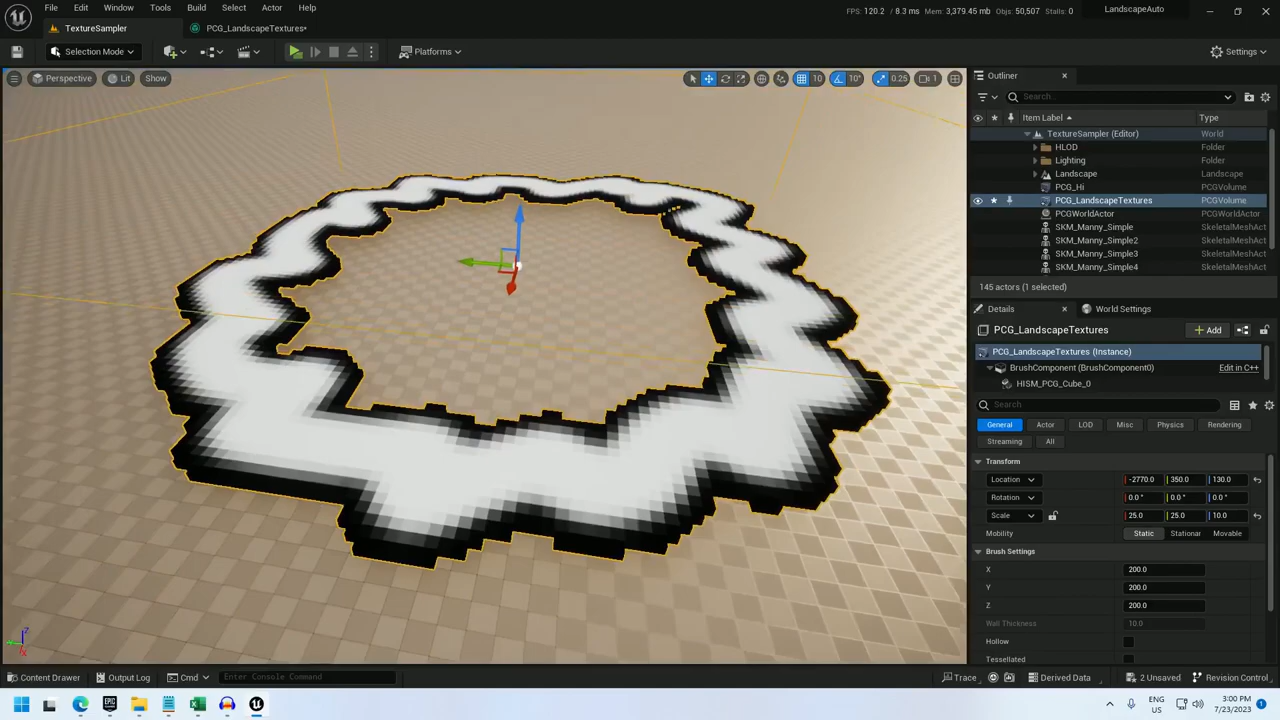 File Edit Window Tools Build Select Actor Help
FPS: 120.2 / 8.3 ms Mem: 3,379.45 mb Objs: 50,507 Stalls: 0
LandscapeAuto
TextureSampler
PCG_LandscapeTextures*
Selection Mode
Platforms
Settings
Perspective Lit Show
10 10° 0.25 1
Outliner
Search...
Item Label Type
TextureSampler (Editor) World
HLOD Folder
Lighting Folder
Landscape Landscape
PCG_Hi PCGVolume
PCG_LandscapeTextures PCGVolume
PCGWorldActor PCGWorldActor
SKM_Manny_Simple SkeletalMeshAct
SKM_Manny_Simple2 SkeletalMeshAct
SKM_Manny_Simple3 SkeletalMeshAct
SKM_Manny_Simple4 SkeletalMeshAct
145 actors (1 selected)
Details World Settings
PCG_LandscapeTextures
+ Add
PCG_LandscapeTextures (Instance)
BrushComponent (BrushComponent0) Edit in C++
HISM_PCG_Cube_0
Search
General Actor LOD Misc Physics Rendering
Streaming All
Transform
Location -2770.0 350.0 130.0
Rotation 0.0 ° 0.0 ° 0.0 °
Scale 25.0 25.0 10.0
Mobility Static Stationar Movable
Brush Settings
X 200.0
Y 200.0
Z 200.0
Wall Thickness 10.0
Hollow
Tessellated
Content Drawer Output Log Cmd Enter Console Command
Trace Derived Data 2 Unsaved Revision Control
ENG
US
3:00 PM
7/23/2023
1